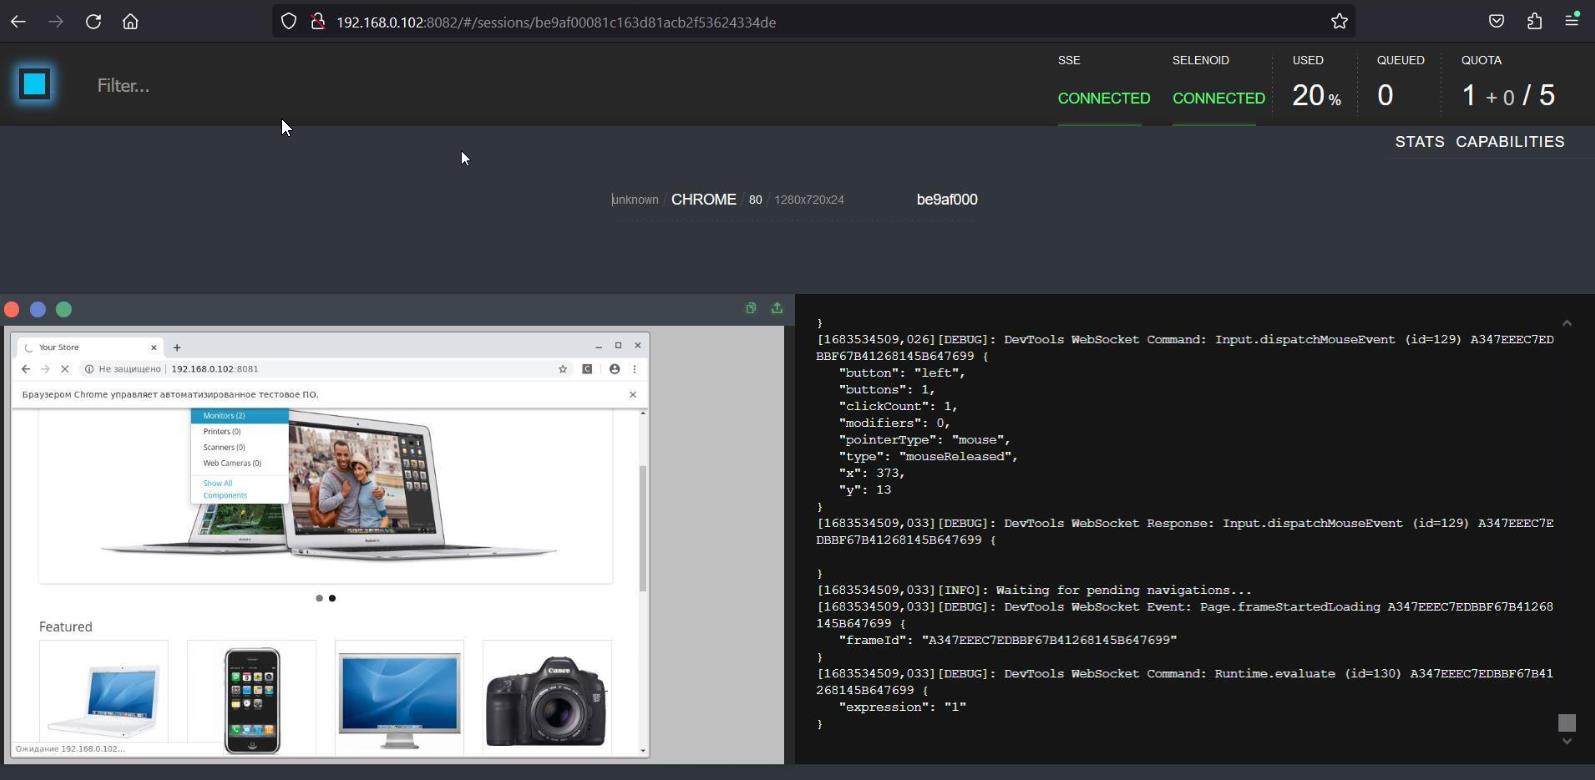 192.168.0.102:8082/#/sessions/be9af00081c163d81acb2f53624334de
Filter...
SSE
CONNECTED
SELENOID
CONNECTED
USED
20 %
QUEUED
0
QUOTA
1 + 0 / 5
STATS CAPABILITIES
unknown / CHROME / 80 / 1280x720x24 be9af000
Your Store
Не защищено | 192.168.0.102:8081
Браузером Chrome управляет автоматизированное тестовое ПО.
Monitors (2)
Printers (0)
Scanners (0)
Web Cameras (0)
Show All
Components
Featured
Canon
Ожидание 192.168.0.102...
}
[1683534509,026][DEBUG]: DevTools WebSocket Command: Input.dispatchMouseEvent (id=129) A347EEEC7ED
BBF67B41268145B647699 {
"button": "left",
"buttons": 1,
"clickCount": 1,
"modifiers": 0,
"pointerType": "mouse",
"type": "mouseReleased",
"x": 373,
"y": 13
}
[1683534509,033][DEBUG]: DevTools WebSocket Response: Input.dispatchMouseEvent (id=129) A347EEEC7E
DBBF67B41268145B647699 {
}
[1683534509,033][INFO]: Waiting for pending navigations...
[1683534509,033][DEBUG]: DevTools WebSocket Event: Page.frameStartedLoading A347EEEC7EDBBF67B41268
145B647699 {
"frameId": "A347EEEC7EDBBF67B41268145B647699"
}
[1683534509,033][DEBUG]: DevTools WebSocket Command: Runtime.evaluate (id=130) A347EEEC7EDBBF67B41
268145B647699 {
"expression": "1"
}